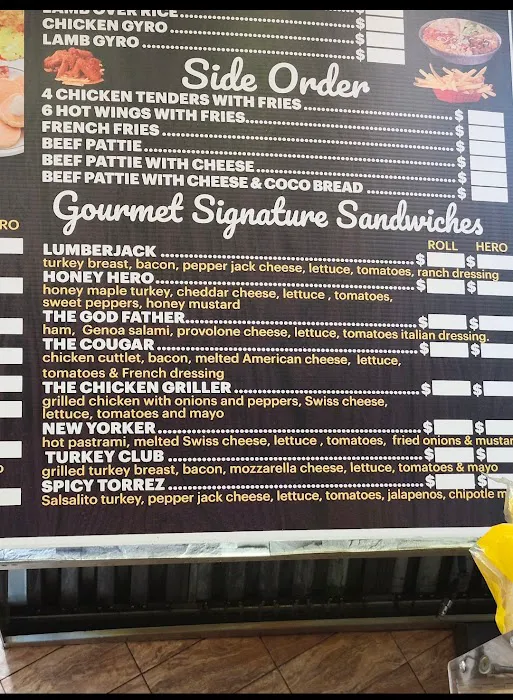 LAMB OVER RICE $
CHICKEN GYRO $
LAMB GYRO $
Side Order
4 CHICKEN TENDERS WITH FRIES $
6 HOT WINGS WITH FRIES $
FRENCH FRIES $
BEEF PATTIE $
BEEF PATTIE WITH CHEESE $
BEEF PATTIE WITH CHEESE & COCO BREAD $
Gourmet Signature Sandwiches
RO
ROLL HERO
LUMBERJACK $ $
turkey breast, bacon, pepper jack cheese, lettuce, tomatoes, ranch dressing
HONEY HERO $ $
honey maple turkey, cheddar cheese, lettuce , tomatoes,
sweet peppers, honey mustard
THE GOD FATHER $ $
ham, Genoa salami, provolone cheese, lettuce, tomatoes italian dressing.
THE COUGAR $ $
chicken cuttlet, bacon, melted American cheese, lettuce,
tomatoes & French dressing
THE CHICKEN GRILLER $ $
grilled chicken with onions and peppers, Swiss cheese,
lettuce, tomatoes and mayo
NEW YORKER $ $
hot pastrami, melted Swiss cheese, lettuce , tomatoes, fried onions & mustar
TURKEY CLUB $ $
grilled turkey breast, bacon, mozzarella cheese, lettuce, tomatoes & mayo
SPICY TORREZ $ $
Salsalito turkey, pepper jack cheese, lettuce, tomatoes, jalapenos, chipotle m